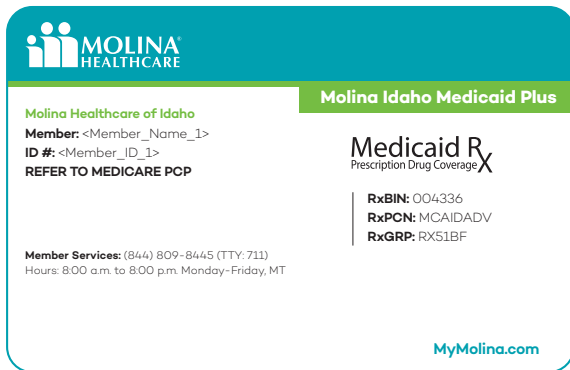 MOLINA®
HEALTHCARE
Molina Idaho Medicaid Plus
Molina Healthcare of Idaho
Member: <Member_Name_1>
ID #: <Member_ID_1>
REFER TO MEDICARE PCP
Medicaid Rx
Prescription Drug Coverage
RxBIN: 004336
RxPCN: MCAIDADV
RxGRP: RX51BF
Member Services: (844) 809-8445 (TTY: 711)
Hours: 8:00 a.m. to 8:00 p.m. Monday-Friday, MT
MyMolina.com